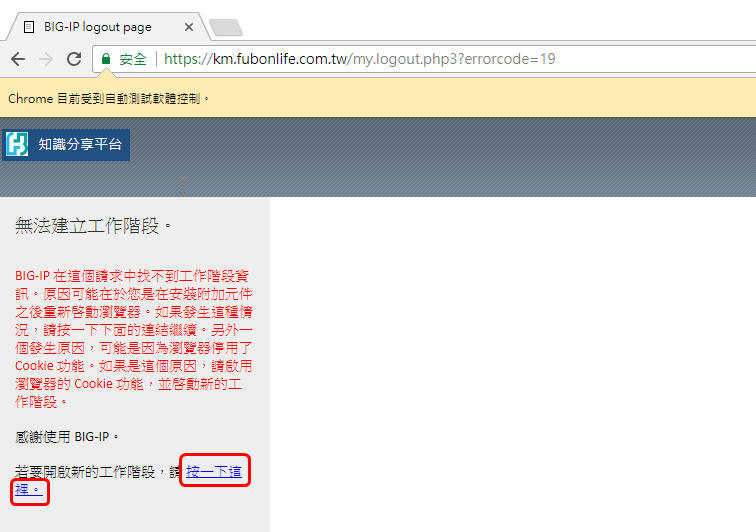 BIG-IP logout page
安全 https://km.fubonlife.com.tw/my.logout.php3?errorcode=19
Chrome 目前受到自動測試軟體控制。
知識分享平台
無法建立工作階段。
BIG-IP 在這個請求中找不到工作階段資
訊。原因可能在於您是在安裝附加元件
之後重新啓動瀏覽器。如果發生這種情
況，請按一下下面的連結繼續。另外一
個發生原因，可能是因為瀏覽器停用了
Cookie 功能。如果是這個原因，請啟用
瀏覽器的 Cookie 功能，並啓動新的工
作階段。
感謝使用 BIG-IP。
若要開啟新的工作階段，請 按一下這
裡。